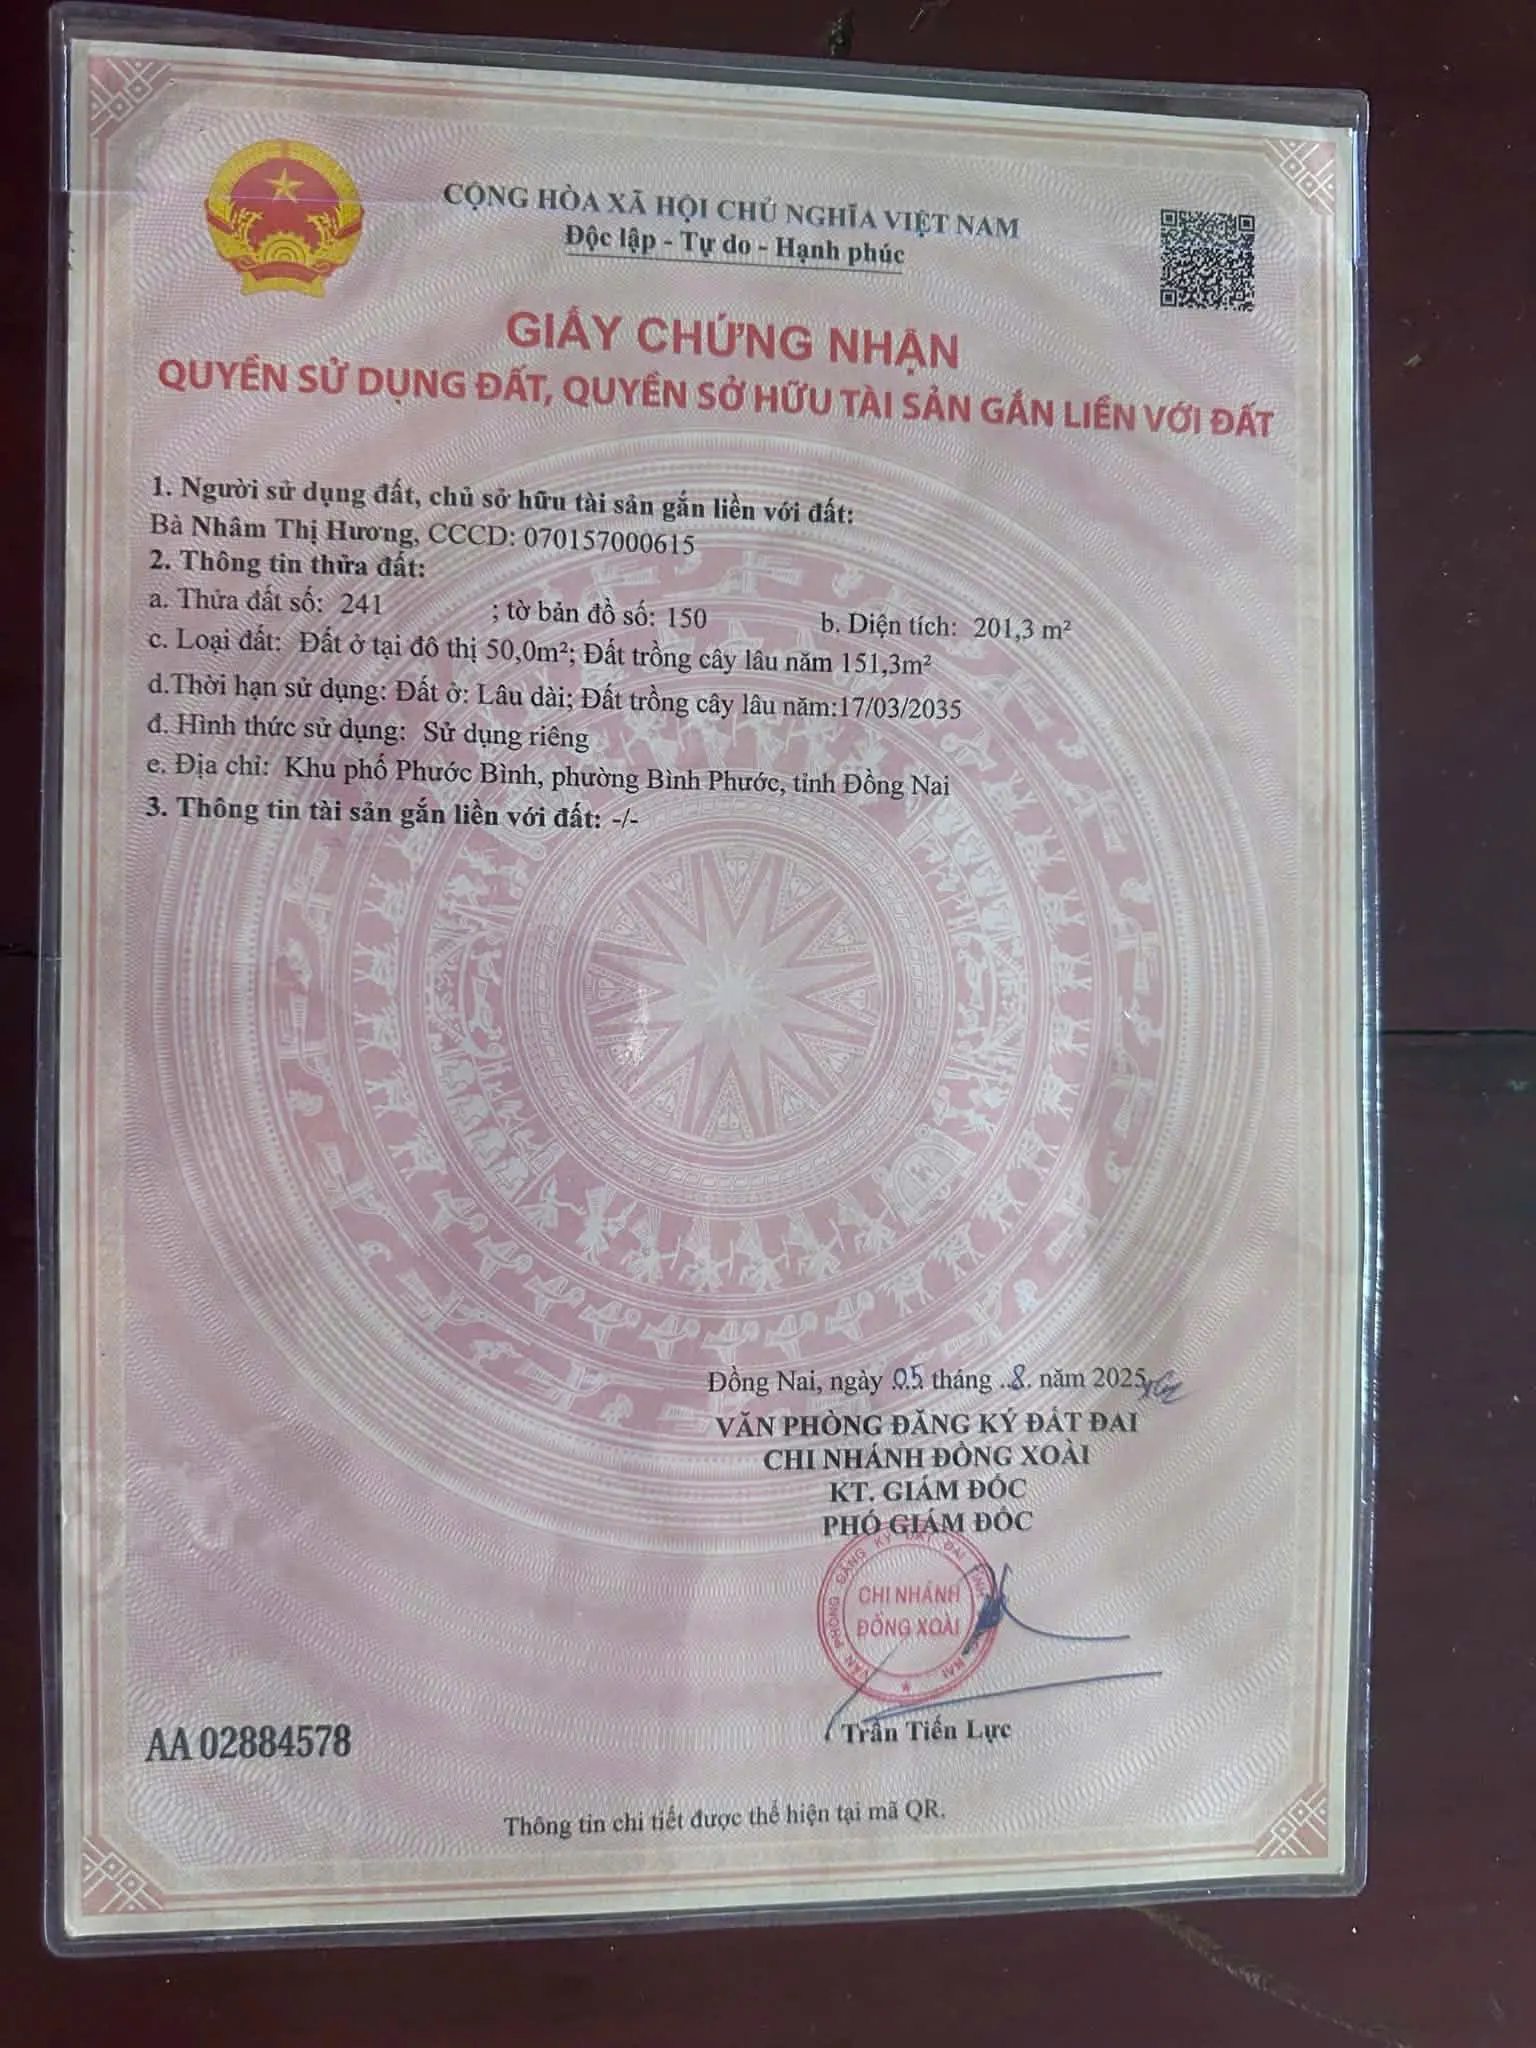 CỘNG HÒA XÃ HỘI CHỦ NGHĨA VIỆT NAM
Độc lập - Tự do - Hạnh phúc
GIẤY CHỨNG NHẬN
QUYỀN SỬ DỤNG ĐẤT, QUYỀN SỞ HỮU TÀI SẢN GẮN LIỀN VỚI ĐẤT
1. Người sử dụng đất, chủ sở hữu tài sản gắn liền với đất:
Bà Nhâm Thị Hương, CCCD: 070157000615
2. Thông tin thửa đất:
a. Thửa đất số: 241 ; tờ bản đồ số: 150 b. Diện tích: 201,3 m²
c. Loại đất: Đất ở tại đô thị 50,0m²; Đất trồng cây lâu năm 151,3m²
d.Thời hạn sử dụng: Đất ở: Lâu dài; Đất trồng cây lâu năm:17/03/2035
đ. Hình thức sử dụng: Sử dụng riêng
e. Địa chỉ: Khu phố Phước Bình, phường Bình Phước, tỉnh Đồng Nai
3. Thông tin tài sản gắn liền với đất: -/-
Đồng Nai, ngày 05 tháng ..8. năm 2025
VĂN PHÒNG ĐĂNG KÝ ĐẤT ĐAI
CHI NHÁNH ĐỒNG XOÀI
KT. GIÁM ĐỐC
PHÓ GIÁM ĐỐC
VĂN PHÒNG ĐĂNG KÝ ĐẤT ĐAI TỈNH NAI
CHI NHÁNH
ĐỒNG XOÀI
Trần Tiến Lực
AA 02884578
Thông tin chi tiết được thể hiện tại mã QR.